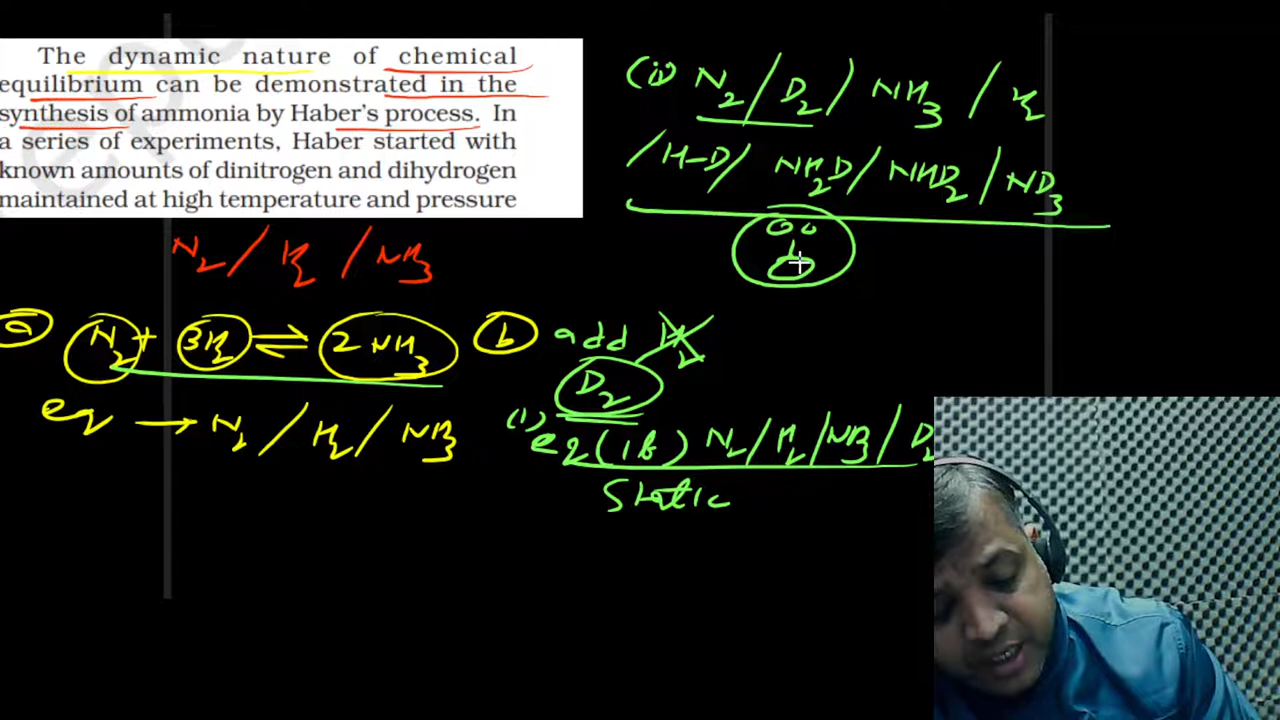 The dynamic nature of chemical
equilibrium can be demonstrated in the
synthesis of ammonia by Haber's process. In
a series of experiments, Haber started with
known amounts of dinitrogen and dihydrogen
maintained at high temperature and pressure
N2 / H2 / NH3
(a) N2 + 3H2 ⇌ 2 NH3
eq → N2 / H2 / NH3
(ii) N2 / D2 / NH3 / H2
/ H-D / NH2D / NHD2 / ND3
(b) add
D2
(i)
eq ( N2 / H2 / NH3 / D2
Static